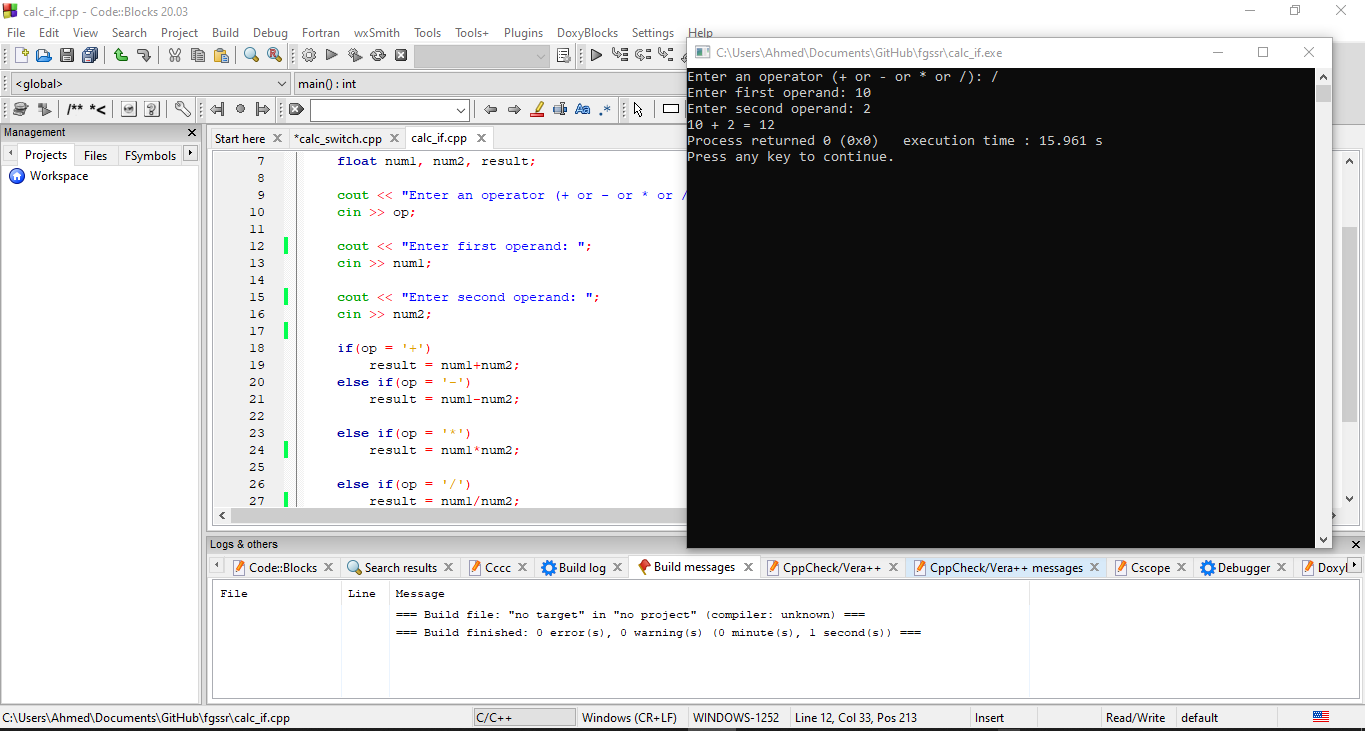 calc_if.cpp - Code::Blocks 20.03
File Edit View Search Project Build Debug Fortran wxSmith Tools Tools+ Plugins DoxyBlocks Settings Help
<global>
main() : int
/** *<
Management
Projects Files FSymbols
Workspace
Start here *calc_switch.cpp calc_if.cpp
7 float num1, num2, result;
8
9 cout << "Enter an operator (+ or - or * or /
10 cin >> op;
11
12 cout << "Enter first operand: ";
13 cin >> num1;
14
15 cout << "Enter second operand: ";
16 cin >> num2;
17
18 if(op = '+')
19 result = num1+num2;
20 else if(op = '-')
21 result = num1-num2;
22
23 else if(op = '*')
24 result = num1*num2;
25
26 else if(op = '/')
27 result = num1/num2;
C:\Users\Ahmed\Documents\GitHub\fgssr\calc_if.exe
Enter an operator (+ or - or * or /): /
Enter first operand: 10
Enter second operand: 2
10 + 2 = 12
Process returned 0 (0x0) execution time : 15.961 s
Press any key to continue.
Logs & others
Code::Blocks Search results Cccc Build log Build messages CppCheck/Vera++ CppCheck/Vera++ messages Cscope Debugger Doxyl
File Line Message
=== Build file: "no target" in "no project" (compiler: unknown) ===
=== Build finished: 0 error(s), 0 warning(s) (0 minute(s), 1 second(s)) ===
C:\Users\Ahmed\Documents\GitHub\fgssr\calc_if.cpp C/C++ Windows (CR+LF) WINDOWS-1252 Line 12, Col 33, Pos 213 Insert Read/Write default